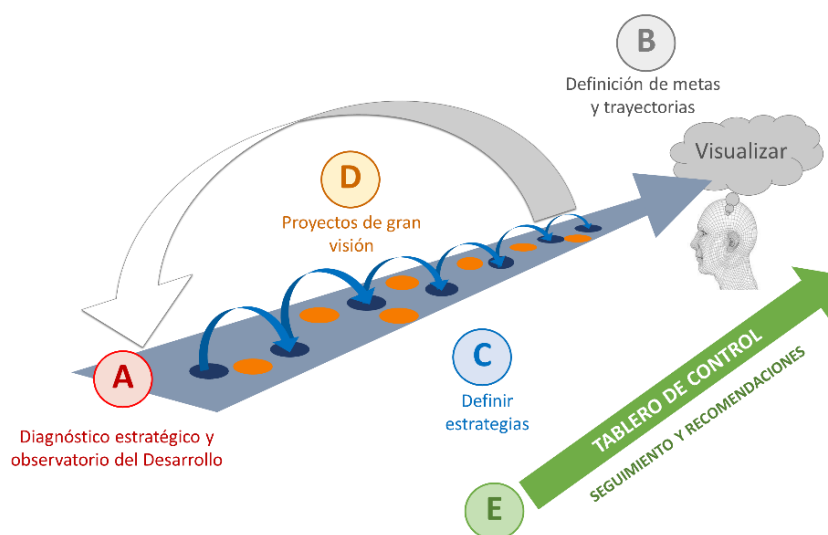 B
Definición de metas
y trayectorias
Visualizar
D
Proyectos de gran
visión
A
Diagnóstico estratégico y
observatorio del Desarrollo
C
Definir
estrategias
TABLERO DE CONTROL
SEGUIMIENTO Y RECOMENDACIONES
E